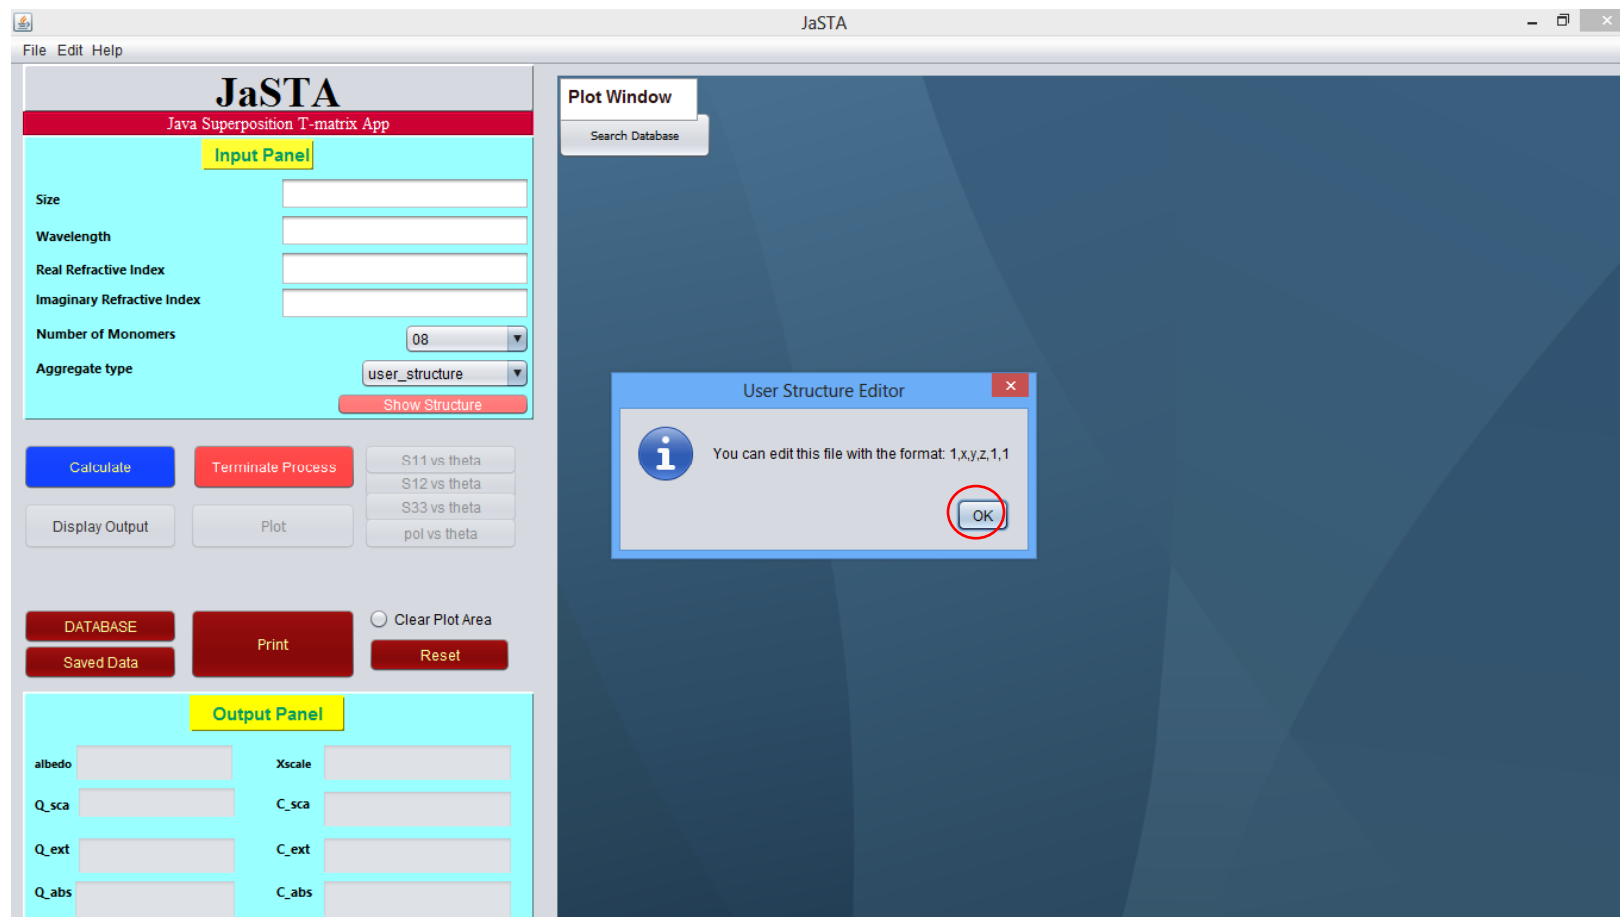 JaSTA
File Edit Help
JaSTA
Java Superposition T-matrix App
Input Panel
Size
Wavelength
Real Refractive Index
Imaginary Refractive Index
Number of Monomers
08
Aggregate type
user_structure
Show Structure
Calculate
Terminate Process
S11 vs theta
S12 vs theta
S33 vs theta
pol vs theta
Display Output
Plot
DATABASE
Saved Data
Print
Clear Plot Area
Reset
Output Panel
albedo
Xscale
Q_sca
C_sca
Q_ext
C_ext
Q_abs
C_abs
Plot Window
Search Database
User Structure Editor
You can edit this file with the format: 1,x,y,z,1,1
OK